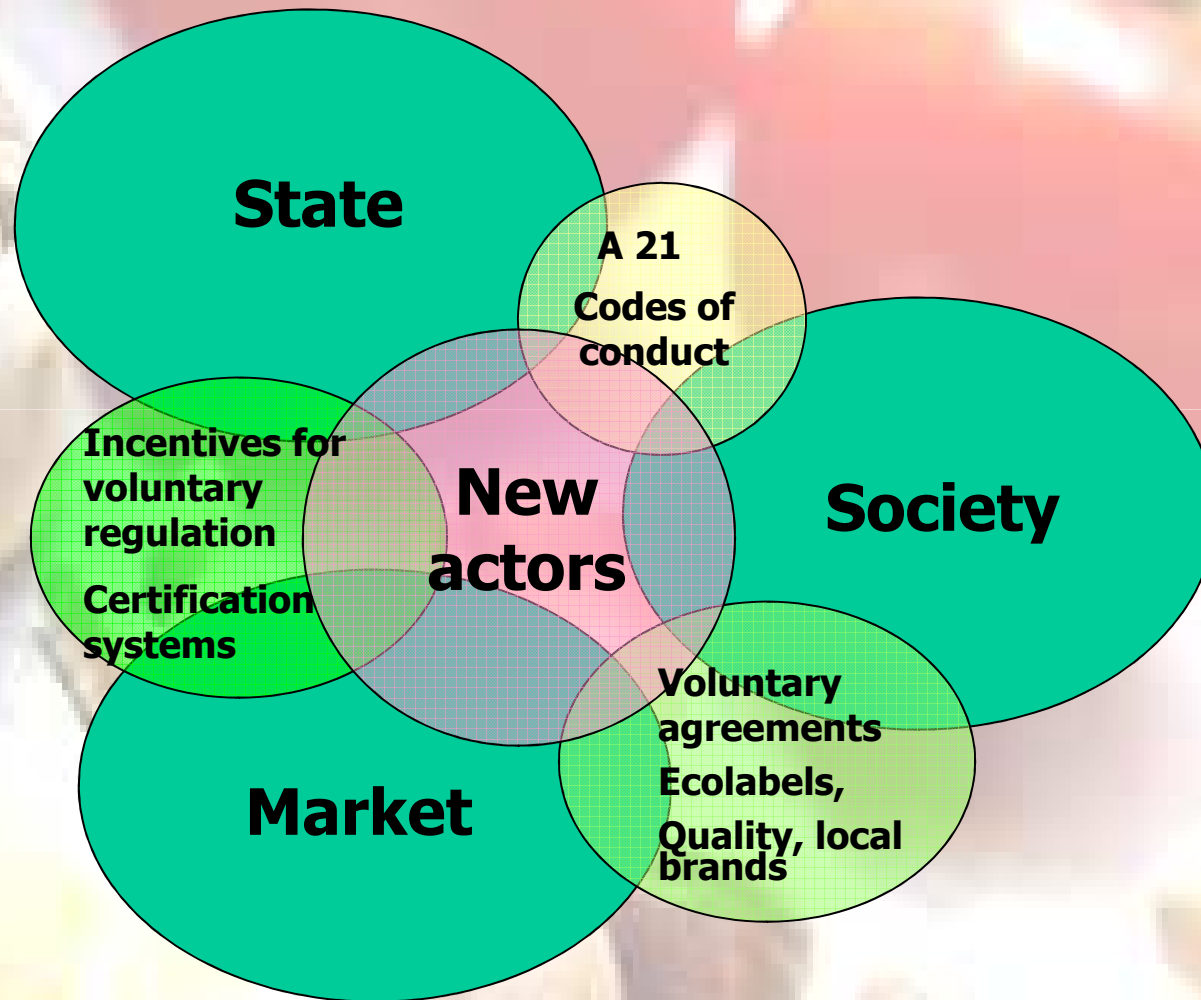 State
A 21
Codes of
conduct
Incentives for
voluntary
regulation
Certification
systems
New
actors
Society
Voluntary
agreements
Ecolabels,
Quality, local
brands
Market